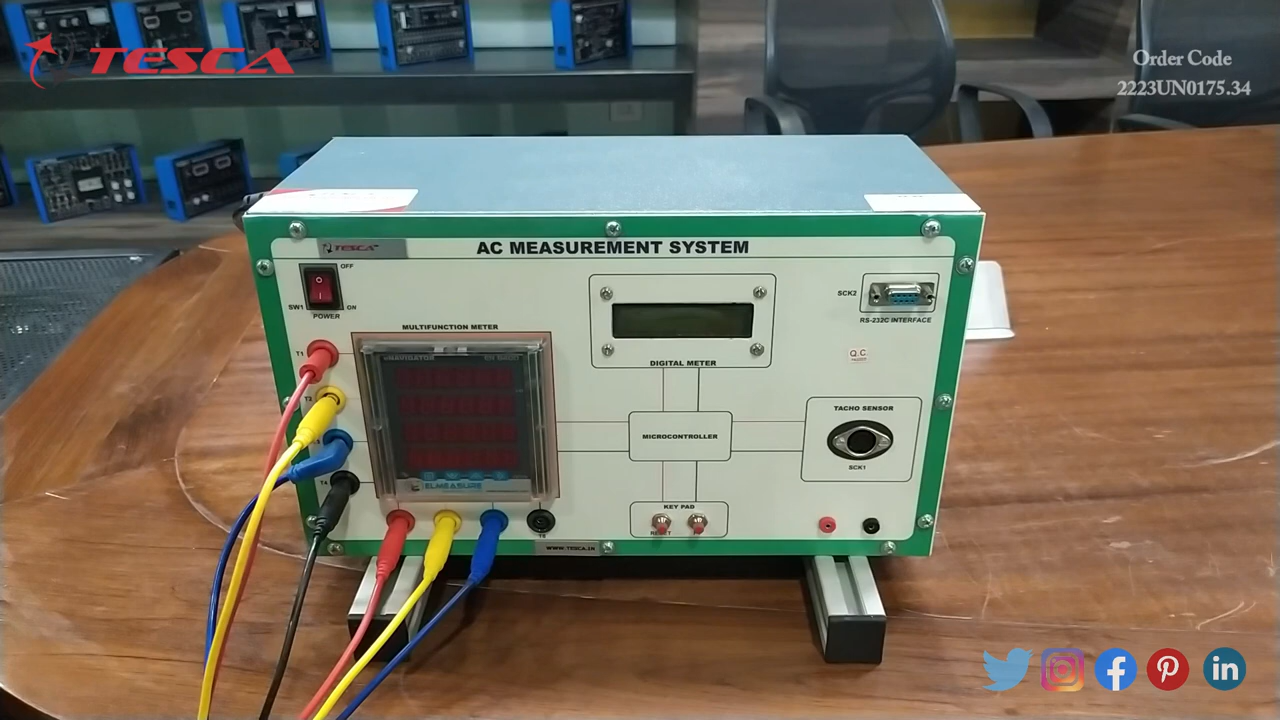 TESCA
Order Code
2223UN0175.34
TESCA
AC MEASUREMENT SYSTEM
OFF
SW1
ON
POWER
SCK2
RS-232C INTERFACE
MULTIFUNCTION METER
T1
T2
T4
ELMEASURE
DIGITAL METER
Q.C
MICROCONTROLLER
TACHO SENSOR
SCK1
KEY PAD
RESET
WWW.TESCA.IN
in